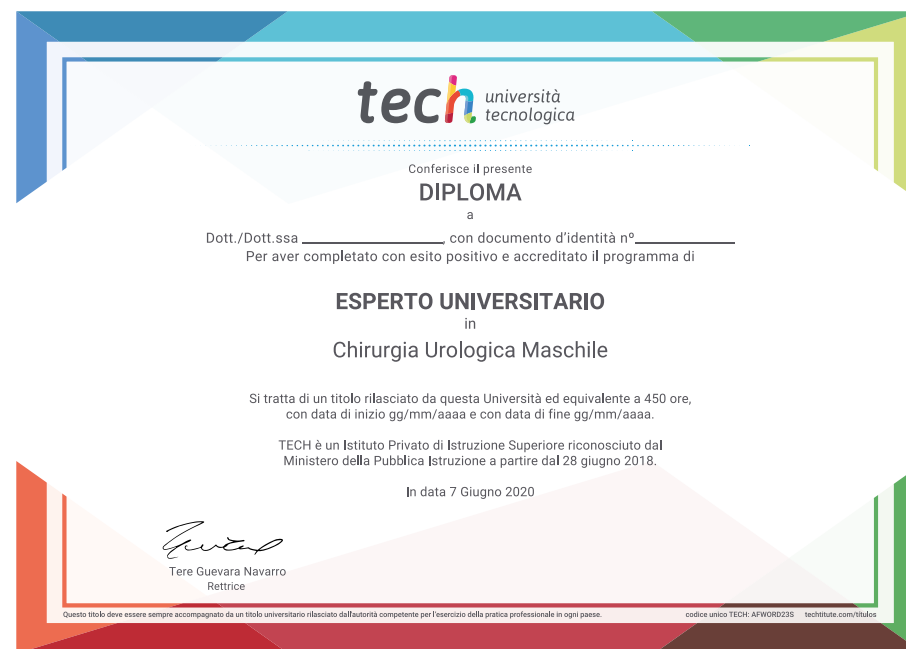 tech università
tecnologica
Conferisce il presente
DIPLOMA
a
Dott./Dott.ssa ____________________, con documento d'identità nº______________
Per aver completato con esito positivo e accreditato il programma di
ESPERTO UNIVERSITARIO
in
Chirurgia Urologica Maschile
Si tratta di un titolo rilasciato da questa Università ed equivalente a 450 ore,
con data di inizio gg/mm/aaaa e con data di fine gg/mm/aaaa.
TECH è un Istituto Privato di Istruzione Superiore riconosciuto dal
Ministero della Pubblica Istruzione a partire dal 28 giugno 2018.
In data 7 Giugno 2020
Tere Guevara Navarro
Rettrice
Questo titolo deve essere sempre accompagnato da un titolo universitario rilasciato dall'autorità competente per l'esercizio della pratica professionale in ogni paese. codice unico TECH: AFWORD23S techtitute.com/titulos